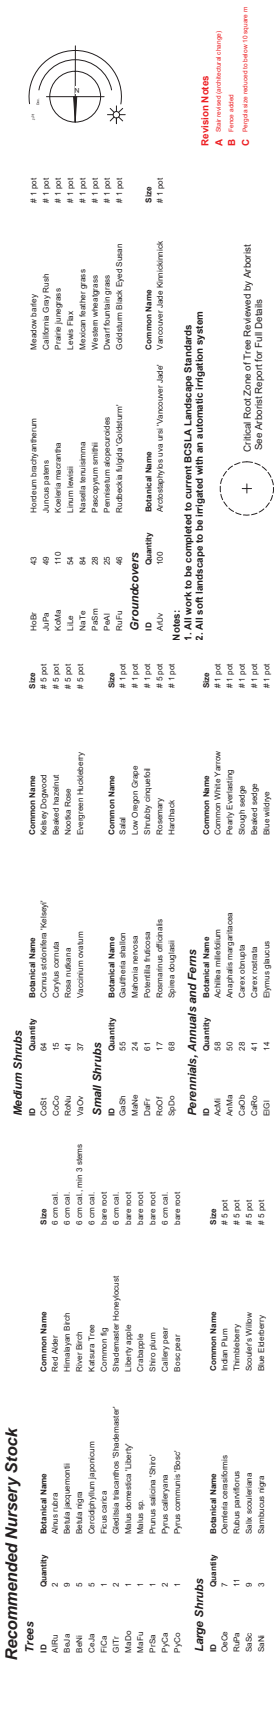 Recommended Nursery Stock
Trees
ID Quantity Botanical Name Common Name Size
AlRu 2 Alnus rubra Red Alder 6 cm cal.
BeJa 9 Betula jacquemontii Himalayan Birch 6 cm cal.
BeNi 5 Betula nigra River Birch 6 cm cal., min 3 stems
CeJa 5 Cercidiphyllum japonicum Katsura Tree 6 cm cal.
FiCa 1 Ficus carica Common fig bare root
GlTr 2 Gleditsia triacanthos 'Shademaster' Shademaster Honeylocust 6 cm cal.
MaDo 1 Malus domestica 'Liberty' Liberty apple bare root
MaFu 1 Malus sp. Crabapple bare root
PrSa 1 Prunus salicina 'Shiro' Shiro plum bare root
PyCa 2 Pyrus calleryana Callery pear 6 cm cal.
PyCo 1 Pyrus communis 'Bosc' Bosc pear bare root
Large Shrubs
ID Quantity Botanical Name Common Name Size
OeCe 7 Oemleria cerasiformis Indian Plum # 5 pot
RuPa 11 Rubus parviflorus Thimbleberry # 5 pot
SaSc 9 Salix scouleriana Scouler's Willow # 5 pot
SaNi 3 Sambucus nigra Blue Elderberry # 5 pot
Medium Shrubs
ID Quantity Botanical Name Common Name Size
CoSt 64 Cornus stolonifera 'Kelseyi' Kelsey Dogwood # 5 pot
CoCo 15 Corylus cornuta Beaked hazelnut # 5 pot
RoNu 41 Rosa nutkana Nootka Rose # 5 pot
VaOv 37 Vaccinium ovatum Evergreen Huckleberry # 5 pot
Small Shrubs
ID Quantity Botanical Name Common Name Size
GaSh 55 Gaultheria shallon Salal # 1 pot
MaNe 24 Mahonia nervosa Low Oregon Grape # 1 pot
DaFr 61 Potentilla fruticosa Shrubby cinquefoil # 1 pot
RoOf 17 Rosmarinus officinalis Rosemary # 5 pot
SpDo 68 Spirea douglasii Hardhack # 1 pot
Perennials, Annuals and Ferns
ID Quantity Botanical Name Common Name Size
AcMi 58 Achillea millefolium Common White Yarrow # 1 pot
AnMa 50 Anaphalis margaritacea Pearly Everlasting # 1 pot
CaOb 28 Carex obnupta Slough sedge # 1 pot
CaRo 41 Carex rostrata Beaked sedge # 1 pot
ElGl 14 Elymus glaucus Blue wildrye # 1 pot
HoBr 43 Hordeum brachyantherum Meadow barley # 1 pot
JuPa 49 Juncus patens California Gray Rush # 1 pot
KoMa 110 Koeleria macrantha Prairie junegrass # 1 pot
LiLe 54 Linum lewisii Lewis Flax # 1 pot
NaTe 84 Nasella tenuisimma Mexican feather grass # 1 pot
PaSm 28 Pascopyrum smithii Western wheatgrass # 1 pot
PeAl 25 Pennisetum alopecuroides Dwarf fountain grass # 1 pot
RuFu 46 Rudbeckia fulgida 'Goldsturm' Goldsturm Black Eyed Susan # 1 pot
Groundcovers
ID Quantity Botanical Name Common Name Size
ArUv 100 Arctostaphylos uva ursi 'Vancouver Jade' Vancouver Jade Kinnickinnick # 1 pot
Notes:
1. All work to be completed to current BCSLA Landscape Standards
2. All soft landscape to be irrigated with an automatic irrigation system
Critical Root Zone of Tree Reviewed by Arborist
See Arborist Report for Full Details
N
Revision Notes
A Stair revised (architectural change)
B Fence added
C Pergola size reduced to below 10 square m